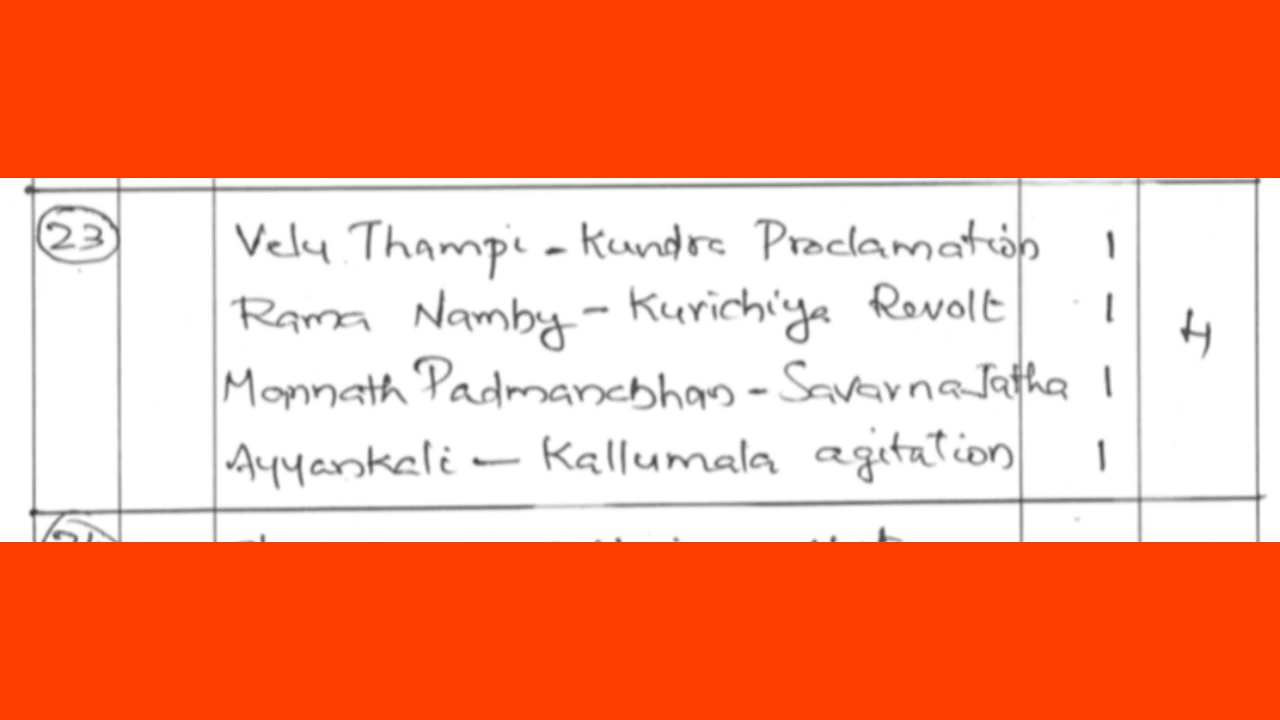 23 Velu Thampi - Kundra Proclamation 1
Rama Namby - Kurichiya Revolt 1
Mannath Padmanabhan - Savarna Jatha 1
4
Ayyankali - Kallumala agitation 1